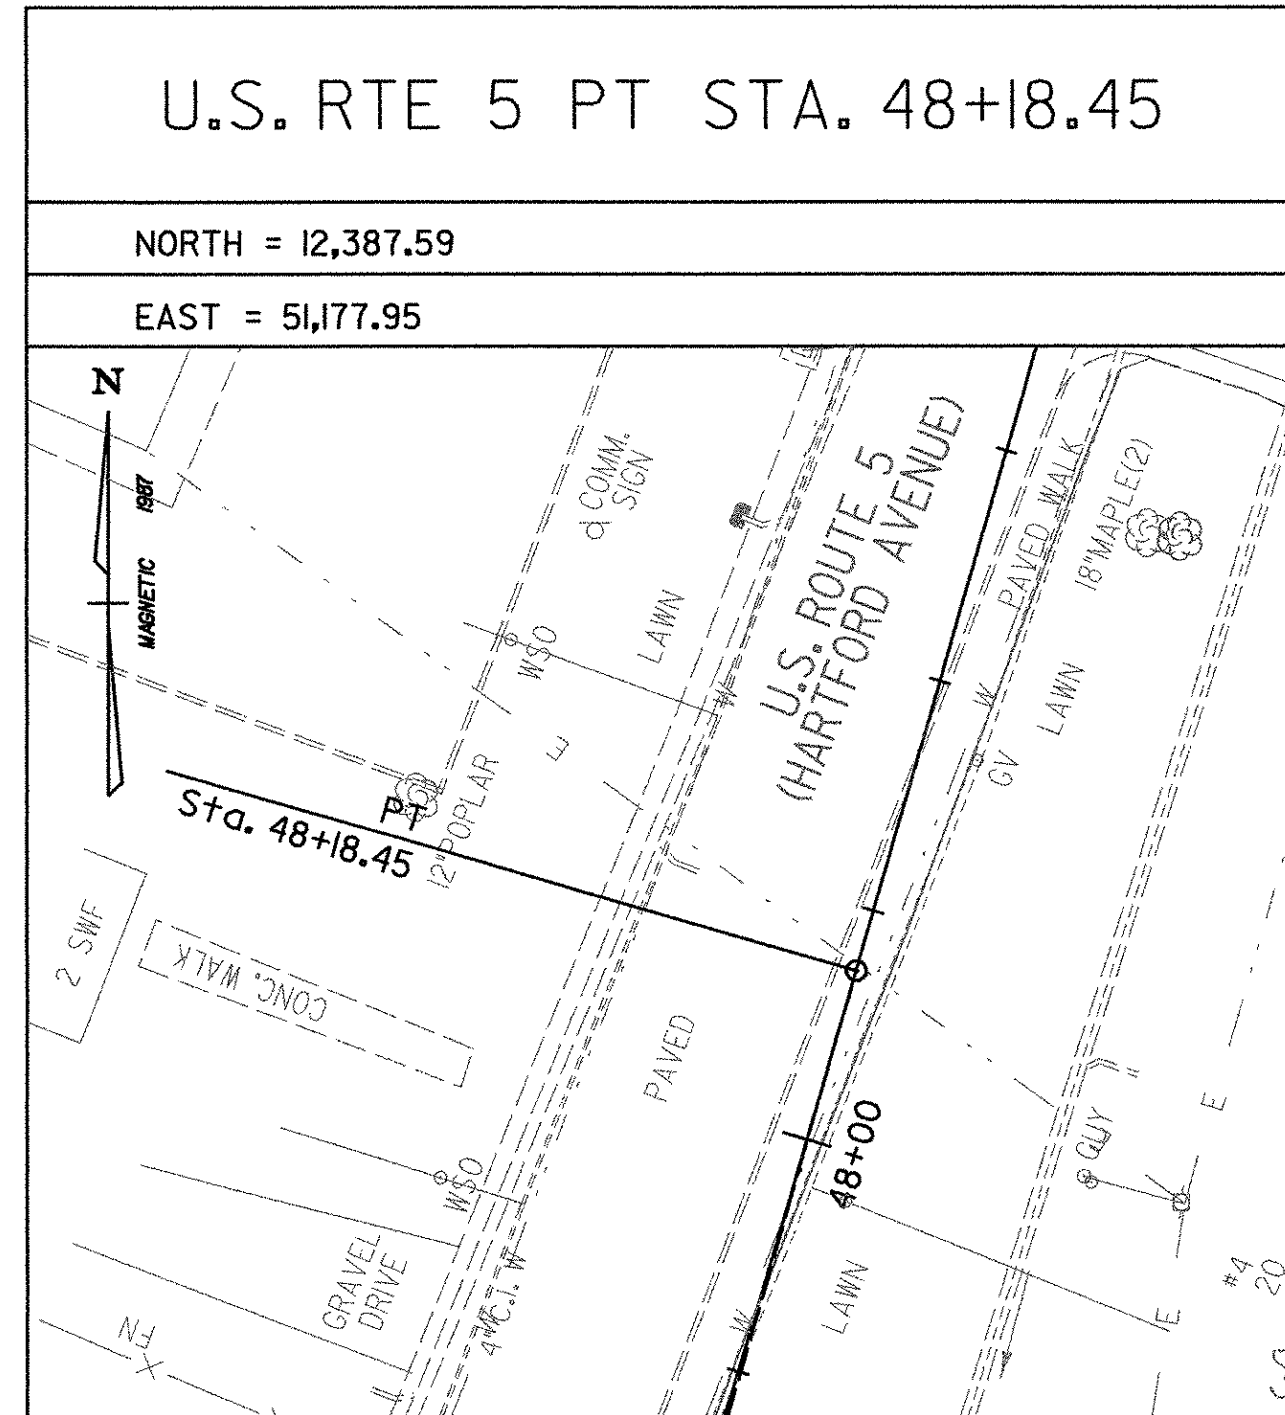 U.S. RTE 5 PT STA. 48+18.45
NORTH = 12,387.59
EAST = 51,177.95
N
MAGNETIC 1987
COMM.
SIGN
WSO
LAWN
W
U.S. ROUTE 5
(HARTFORD AVENUE)
PAVED WALK
18"MAPLE(2)
W
GV
LAWN
E
PT
Sta. 48+18.45
12"POPLAR
2 SWF
CONC. WALK
PAVED
48+00
GUY
E
WSO
GRAVEL
DRIVE
4" C.I. W
W
LAWN
E
#4
20
FN
X